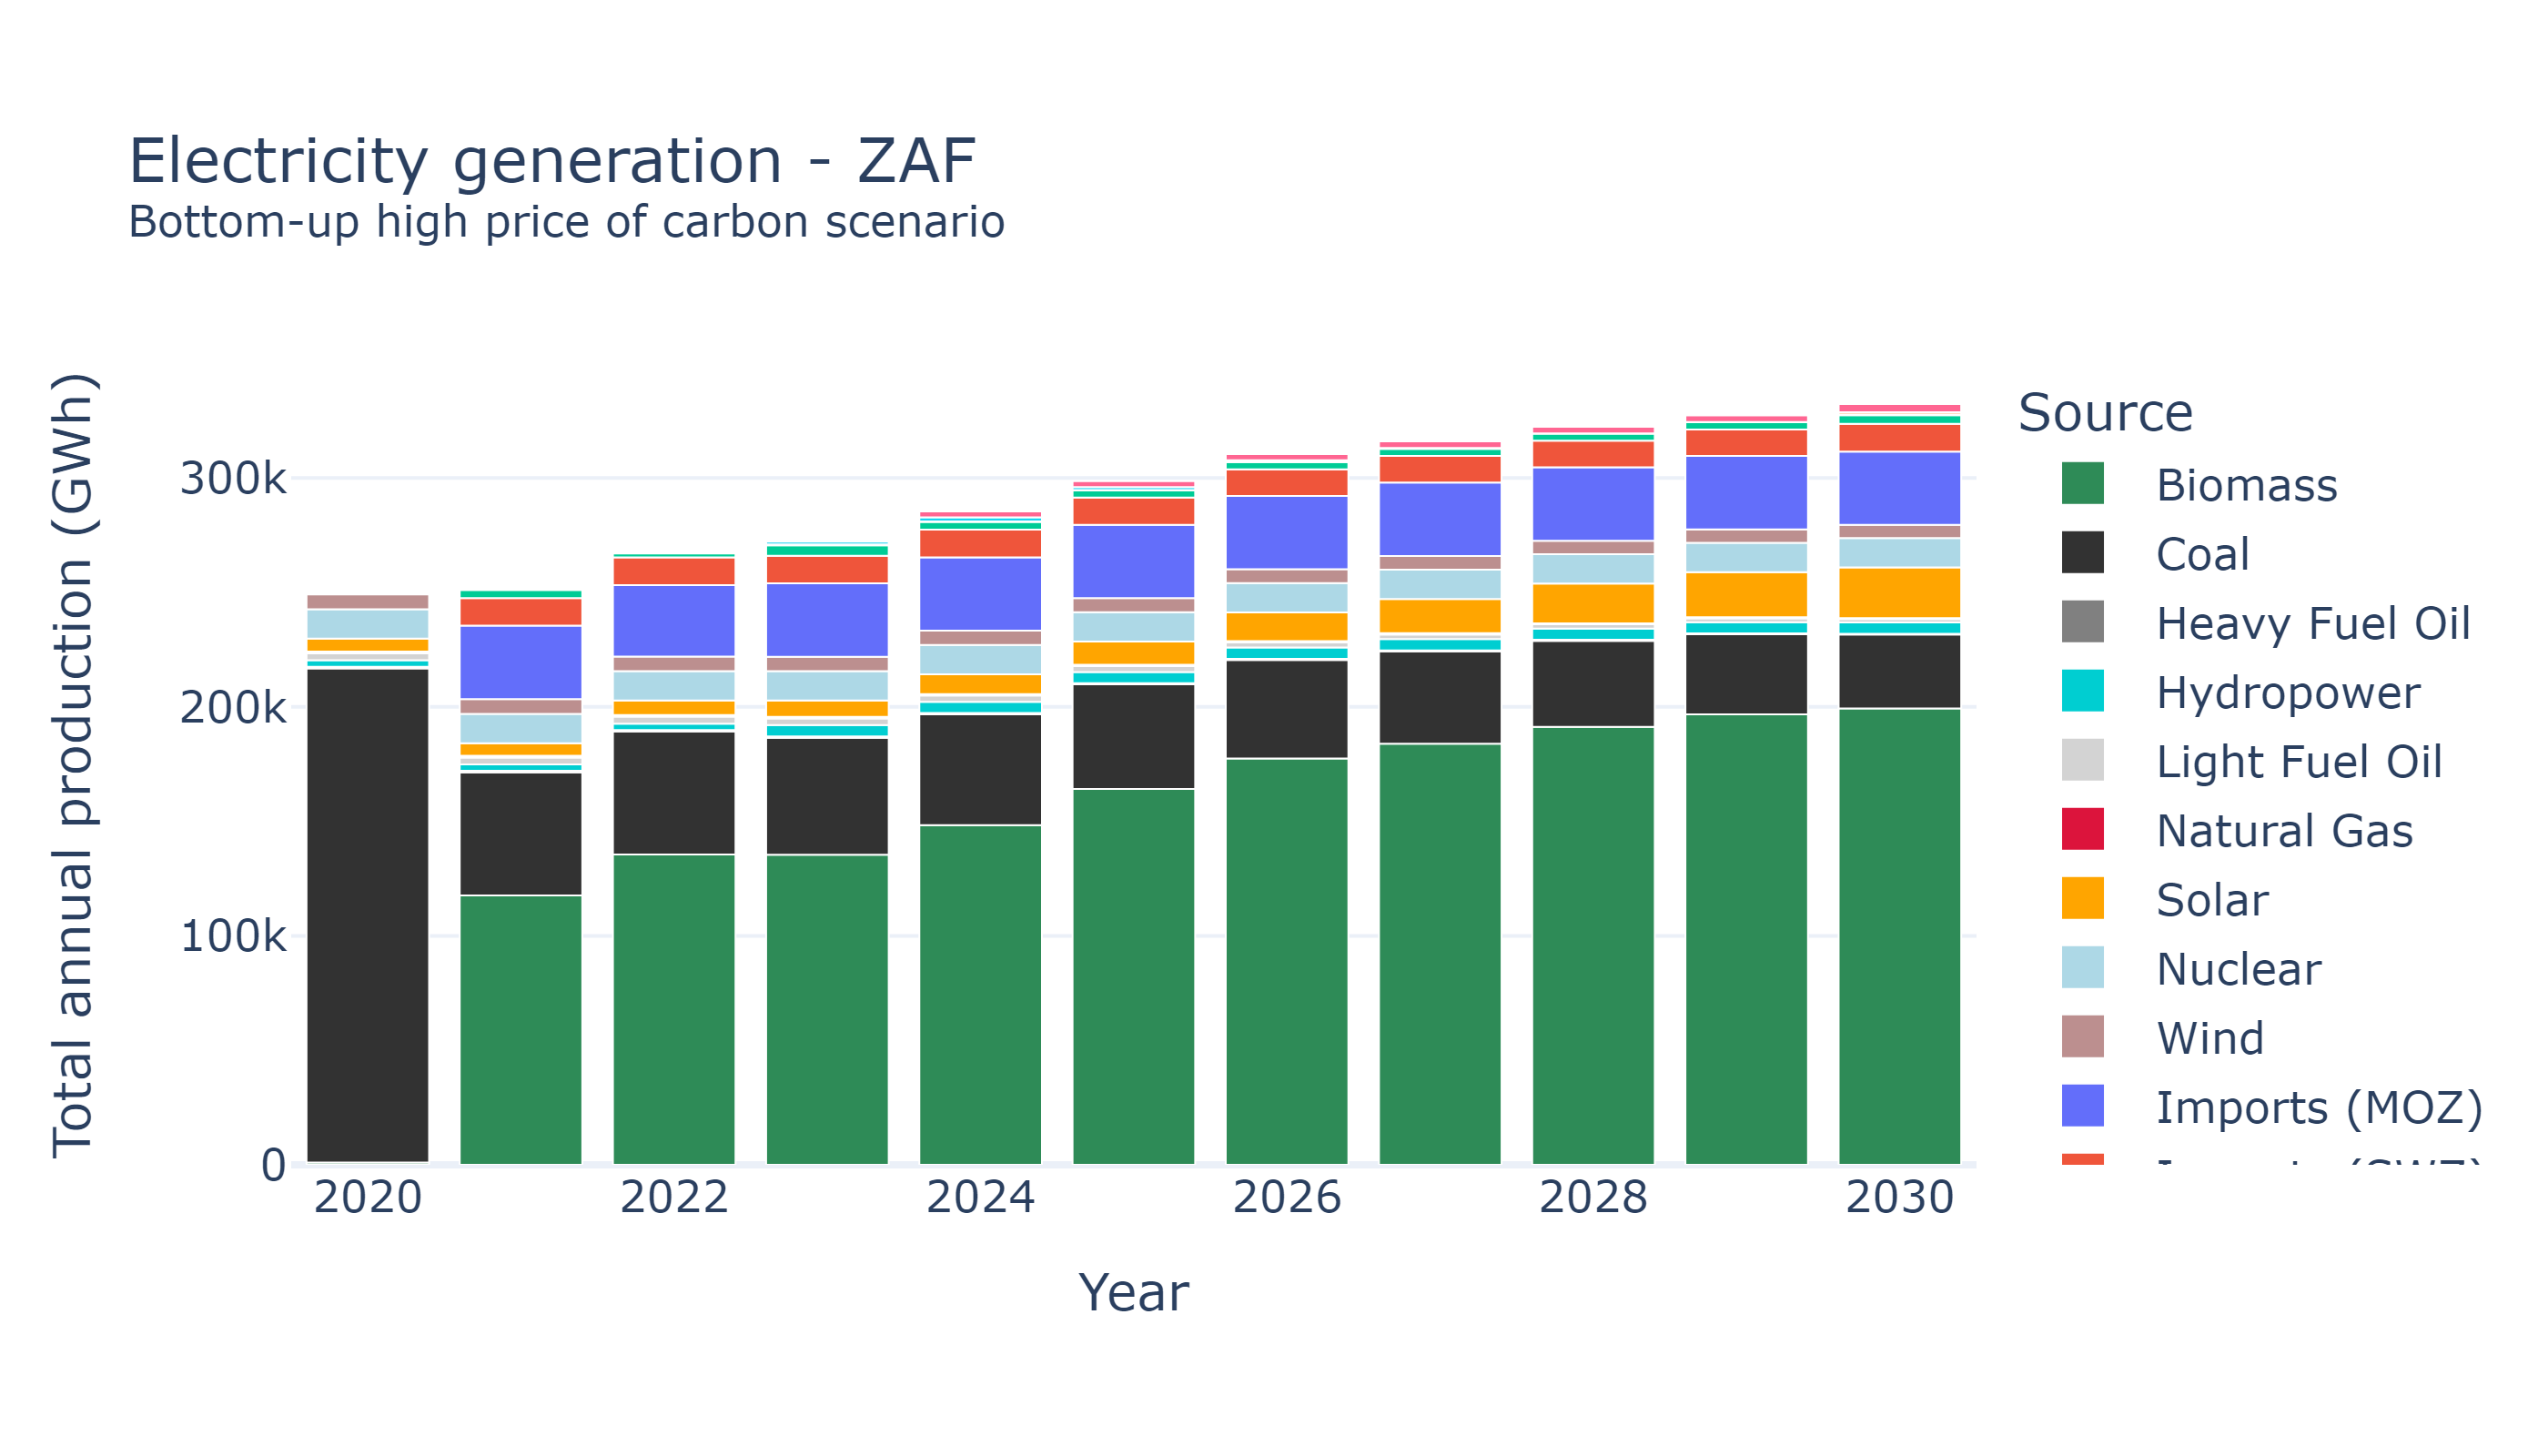 Electricity generation - ZAF
Bottom-up high price of carbon scenario
Total annual production (GWh)
300k
200k
100k
0
2020 2022 2024 2026 2028 2030
Year
Source
Biomass
Coal
Heavy Fuel Oil
Hydropower
Light Fuel Oil
Natural Gas
Solar
Nuclear
Wind
Imports (MOZ)